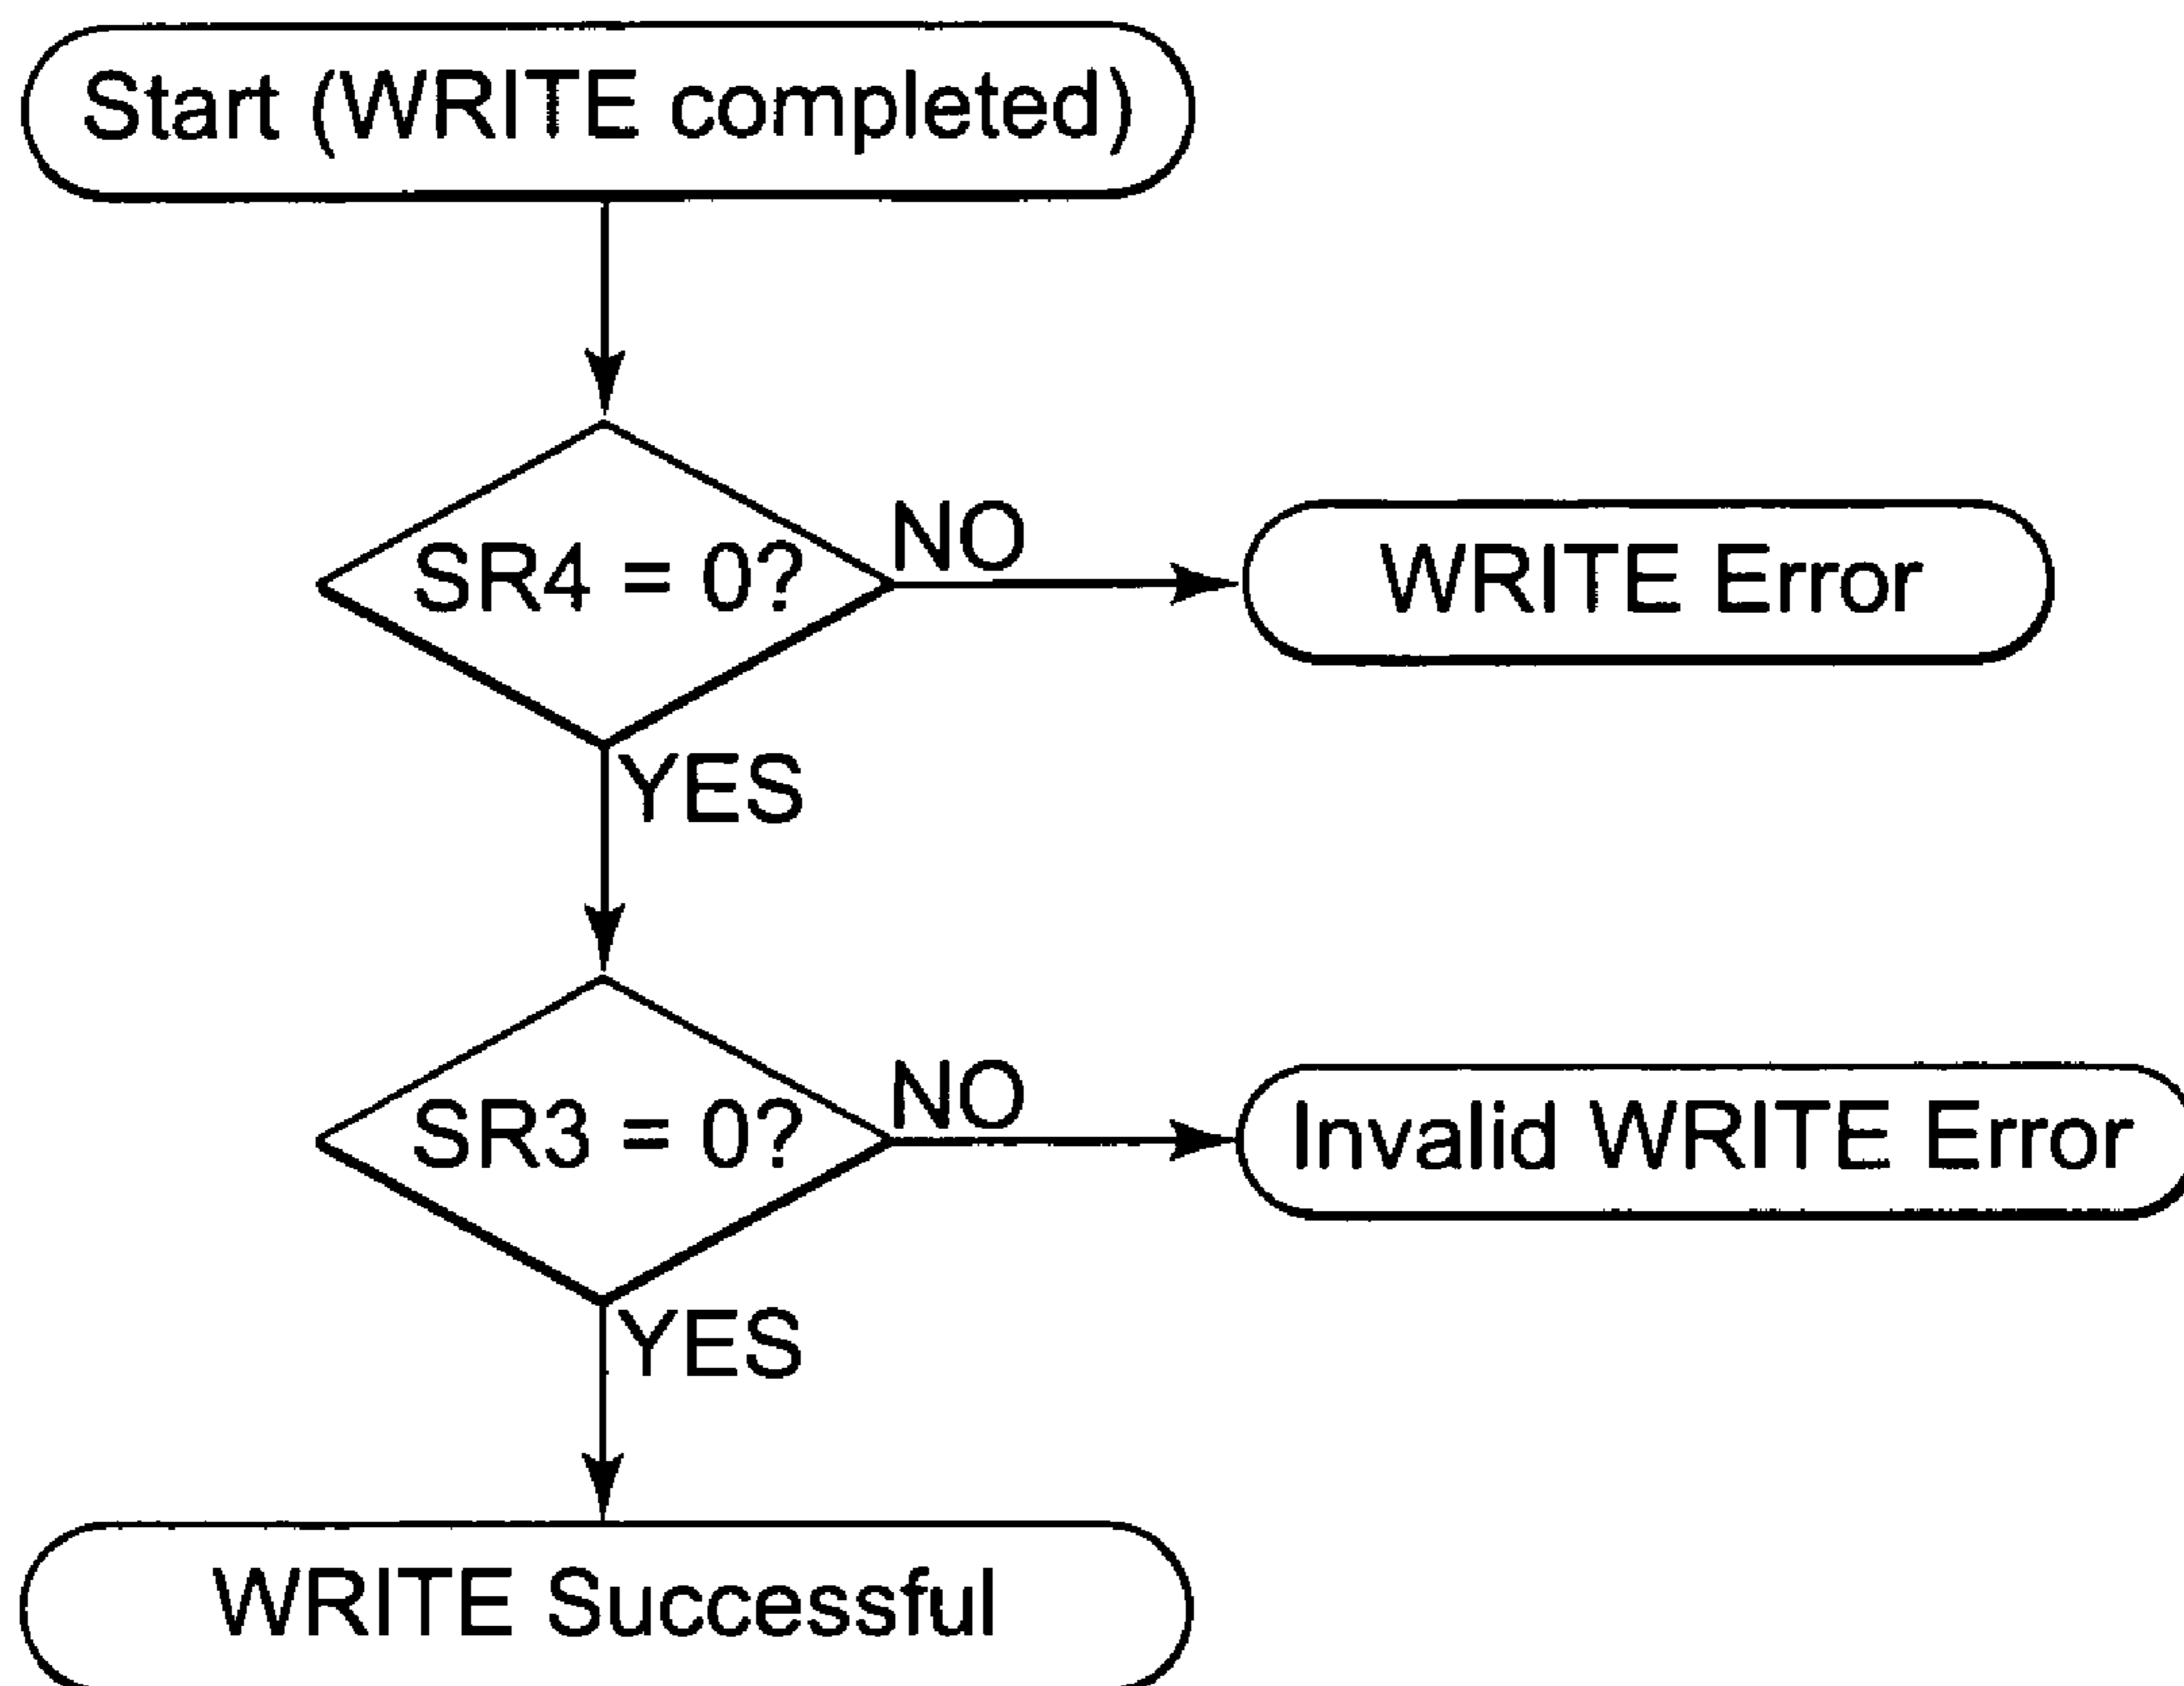 Start (WRITE completed)
SR4 = 0?
NO
WRITE Error
YES
SR3 = 0?
NO
Invalid WRITE Error
YES
WRITE Successful